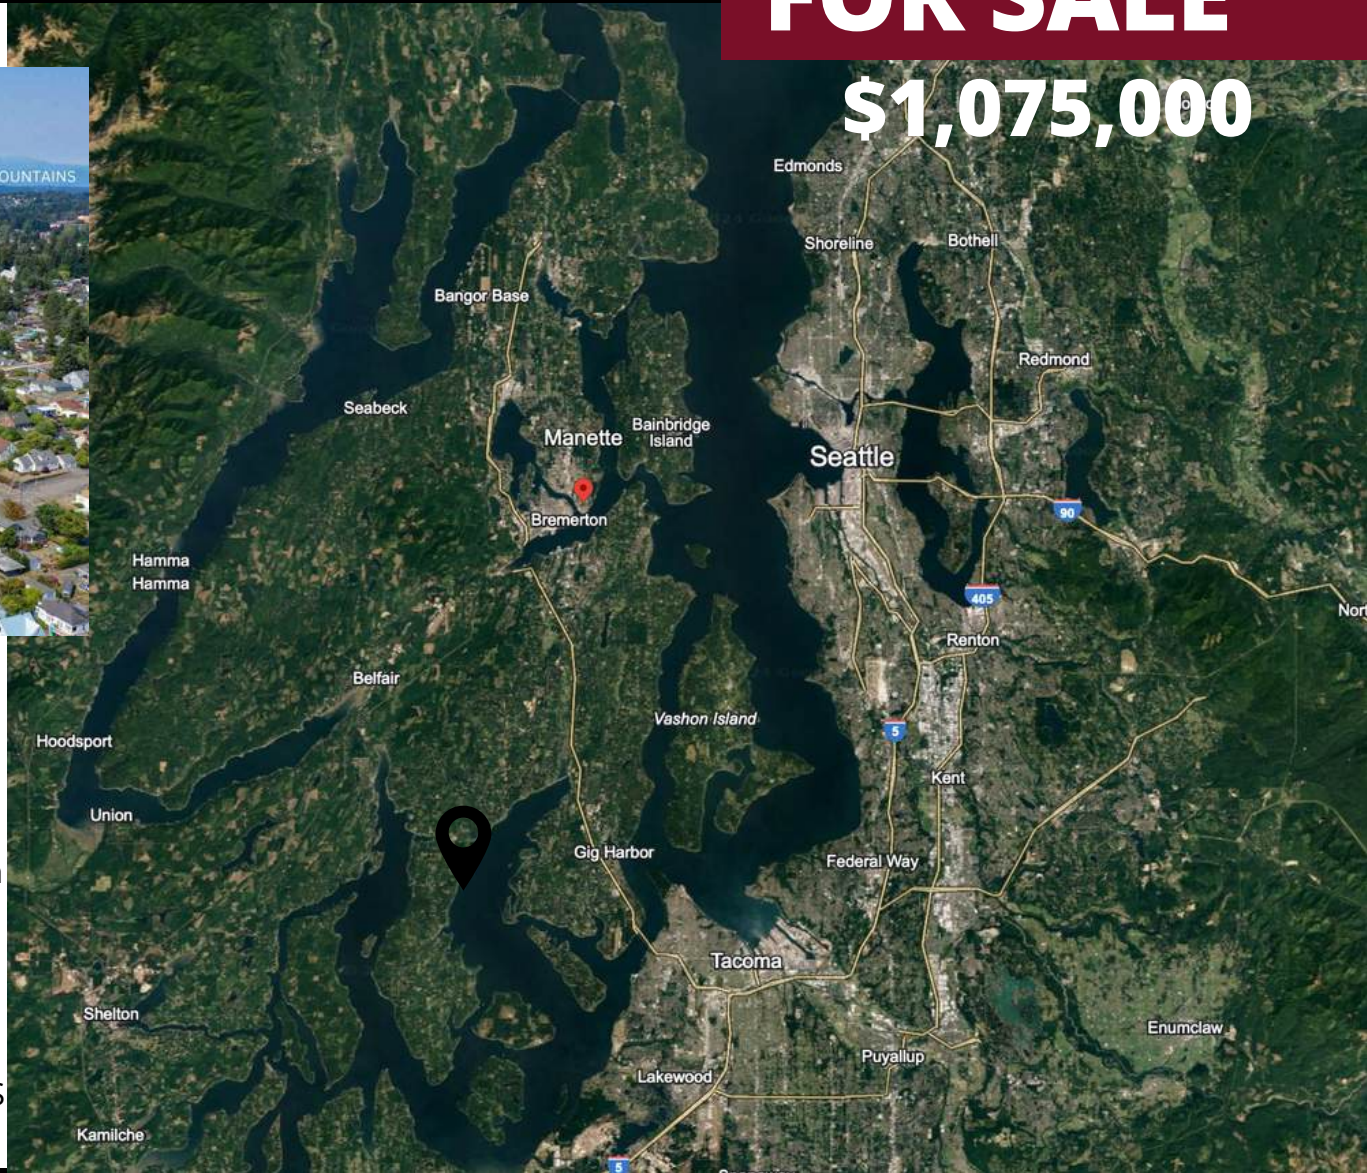 FOR SALE
$1,075,000
OUNTAINS
Edmonds
Shoreline
Bothell
Bangor Base
Redmond
Seabeck
Bainbridge
Island
Manette
Seattle
90
Bremerton
Hamma
Hamma
405
Renton
Belfair
Vashon Island
5
Hoodsport
Kent
Union
Gig Harbor
Federal Way
Tacoma
Shelton
Enumclaw
Puyallup
Lakewood
Kamilche
5